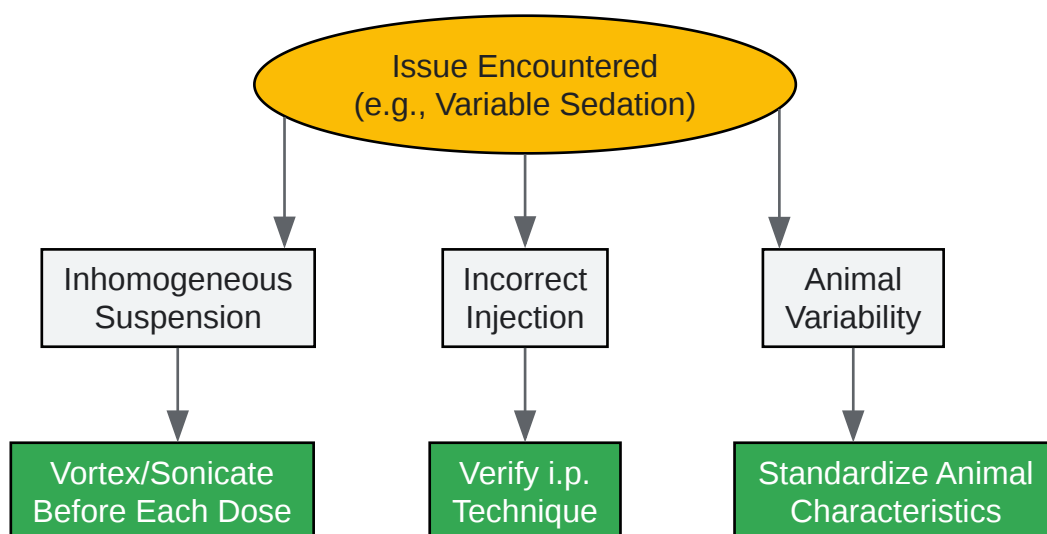 Issue Encountered
(e.g., Variable Sedation)
Inhomogeneous
Suspension
Incorrect
Injection
Animal
Variability
Vortex/Sonicate
Before Each Dose
Verify i.p.
Technique
Standardize Animal
Characteristics